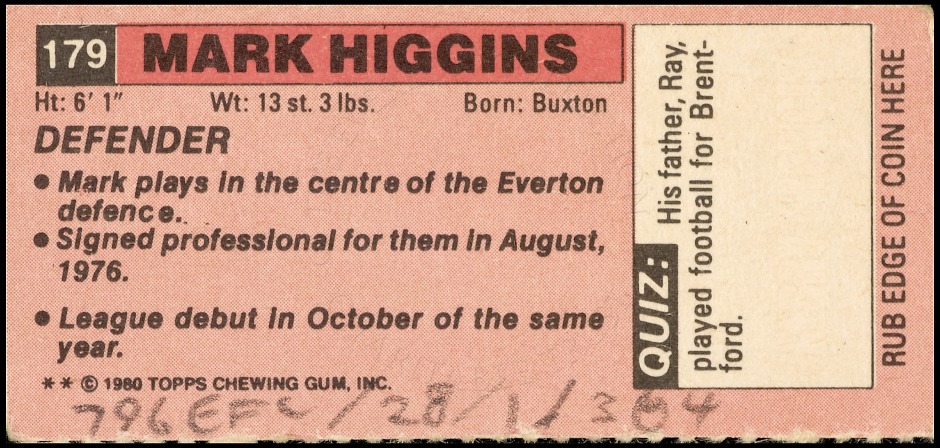 179 MARK HIGGINS
Ht: 6' 1" Wt: 13 st. 3 lbs. Born: Buxton
DEFENDER
● Mark plays in the centre of the Everton
defence.
● Signed professional for them in August,
1976.
● League debut in October of the same
year.
** © 1980 TOPPS CHEWING GUM, INC.
QUIZ: His father, Ray,
played football for Brent-
ford.
RUB EDGE OF COIN HERE